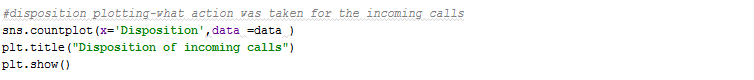 #disposition plotting-what action was taken for the incoming calls
sns.countplot(x='Disposition',data =data )
plt.title("Disposition of incoming calls")
plt.show()